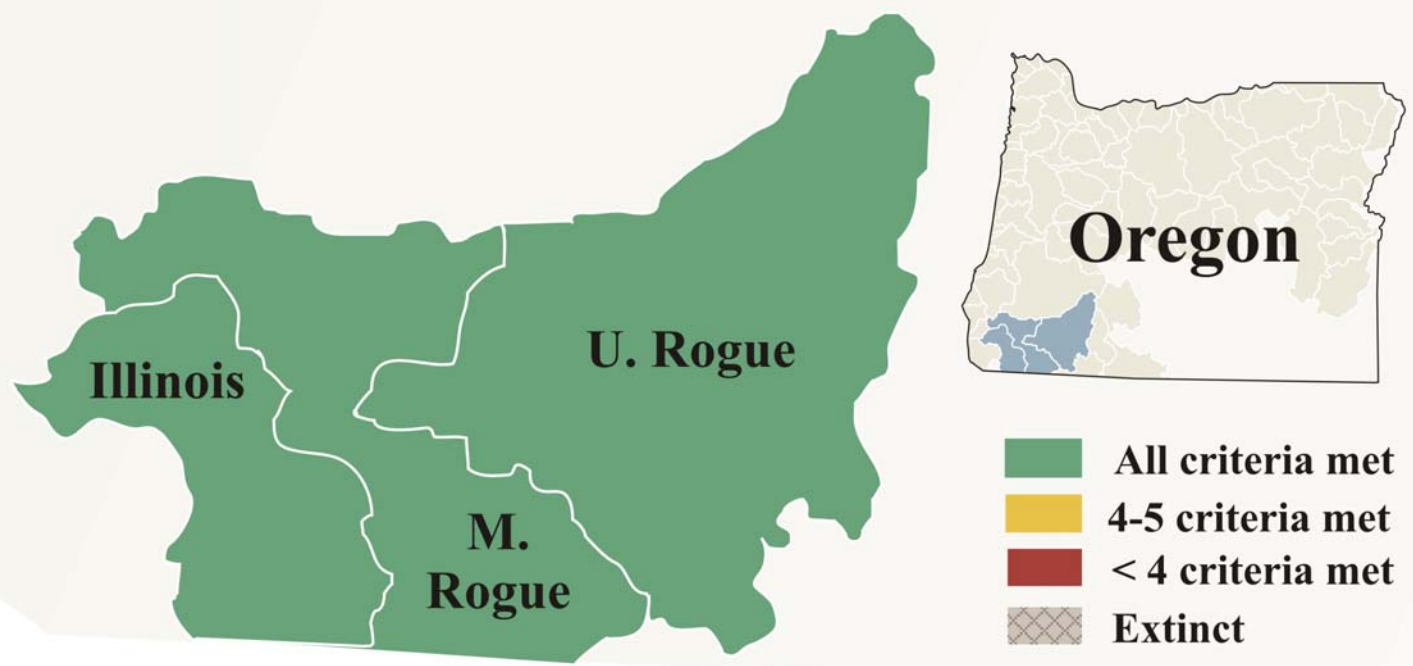 Oregon
U. Rogue
Illinois
M.
Rogue
All criteria met
4-5 criteria met
< 4 criteria met
Extinct